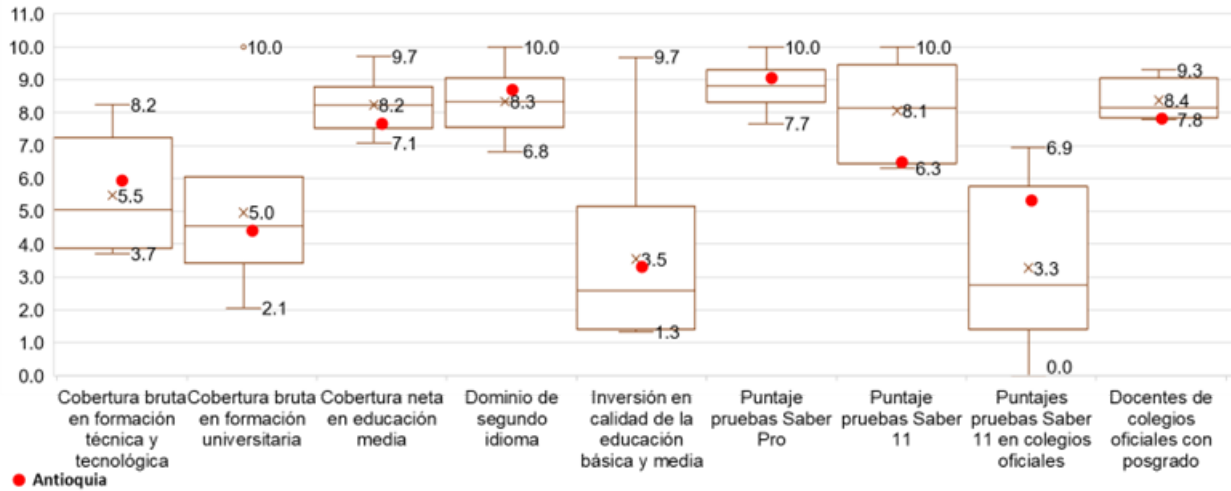 11.0
10.0
9.0
8.0
7.0
6.0
5.0
4.0
3.0
2.0
1.0
0.0
8.2
5.5
3.7
10.0
5.0
2.1
9.7
8.2
7.1
10.0
8.3
6.8
9.7
3.5
1.3
10.0
7.7
10.0
8.1
6.3
6.9
3.3
0.0
9.3
8.4
7.8
Cobertura bruta
en formación
técnica y
tecnológica
Cobertura bruta
en formación
universitaria
Cobertura neta
en educación
media
Dominio de
segundo
idioma
Inversión en
calidad de la
educación
básica y media
Puntaje
pruebas Saber
Pro
Puntaje
pruebas Saber
11
Puntajes
pruebas Saber
11 en colegios
oficiales
Docentes de
colegios
oficiales con
posgrado
Antioquia